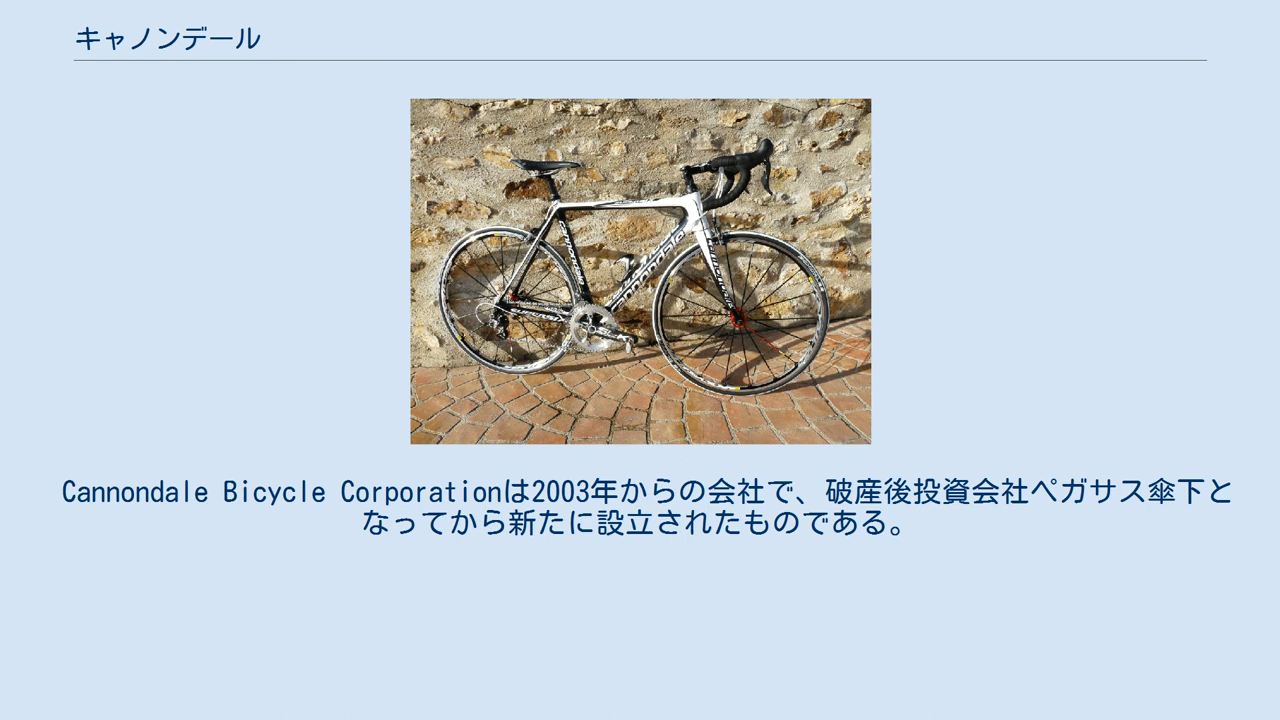 キャノンデール
cannondale
cannondale
cannondale
Cannondale Bicycle Corporationは2003年からの会社で、破産後投資会社ペガサス傘下と
なってから新たに設立されたものである。